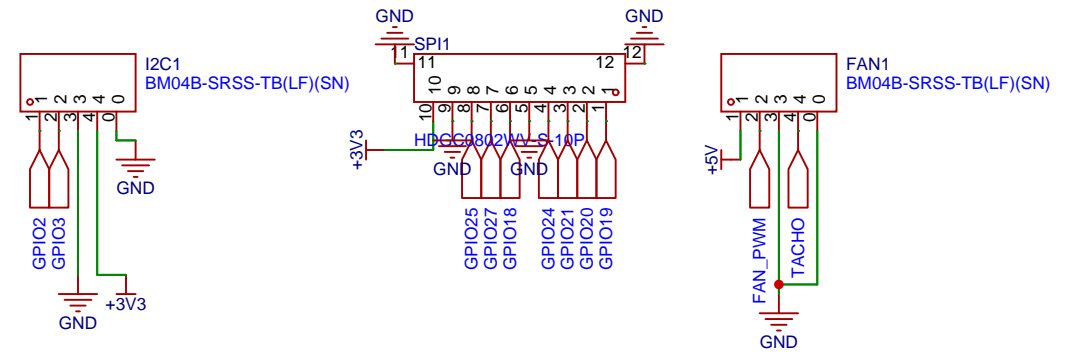 I2C1
BM04B-SRSS-TB(LF)(SN)
1 2 3 4 0
1 2 3 4 0
GPIO2
GPIO3
GND
GND
+3V3
GND
GND
SPI1
11
12
11
12
10 9 8 7 6 5 4 3 2 1
10 9 8 7 6 5 4 3 2 1
HDGC0802WV-S-10P
+3V3
GND
GND
GPIO25
GPIO27
GPIO18
GPIO24
GPIO21
GPIO20
GPIO19
FAN1
BM04B-SRSS-TB(LF)(SN)
1 2 3 4 0
1 2 3 4 0
+5V
FAN_PWM
TACHO
GND